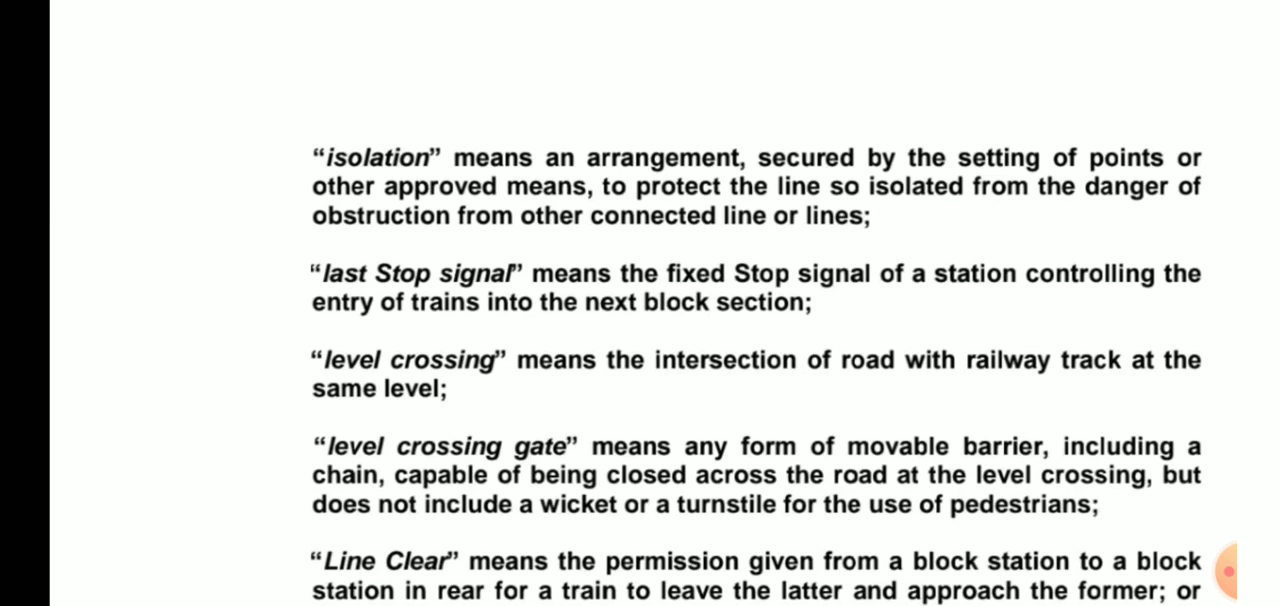 “isolation” means an arrangement, secured by the setting of points or
other approved means, to protect the line so isolated from the danger of
obstruction from other connected line or lines;
“last Stop signal” means the fixed Stop signal of a station controlling the
entry of trains into the next block section;
“level crossing” means the intersection of road with railway track at the
same level;
“level crossing gate” means any form of movable barrier, including a
chain, capable of being closed across the road at the level crossing, but
does not include a wicket or a turnstile for the use of pedestrians;
“Line Clear” means the permission given from a block station to a block
station in rear for a train to leave the latter and approach the former; or